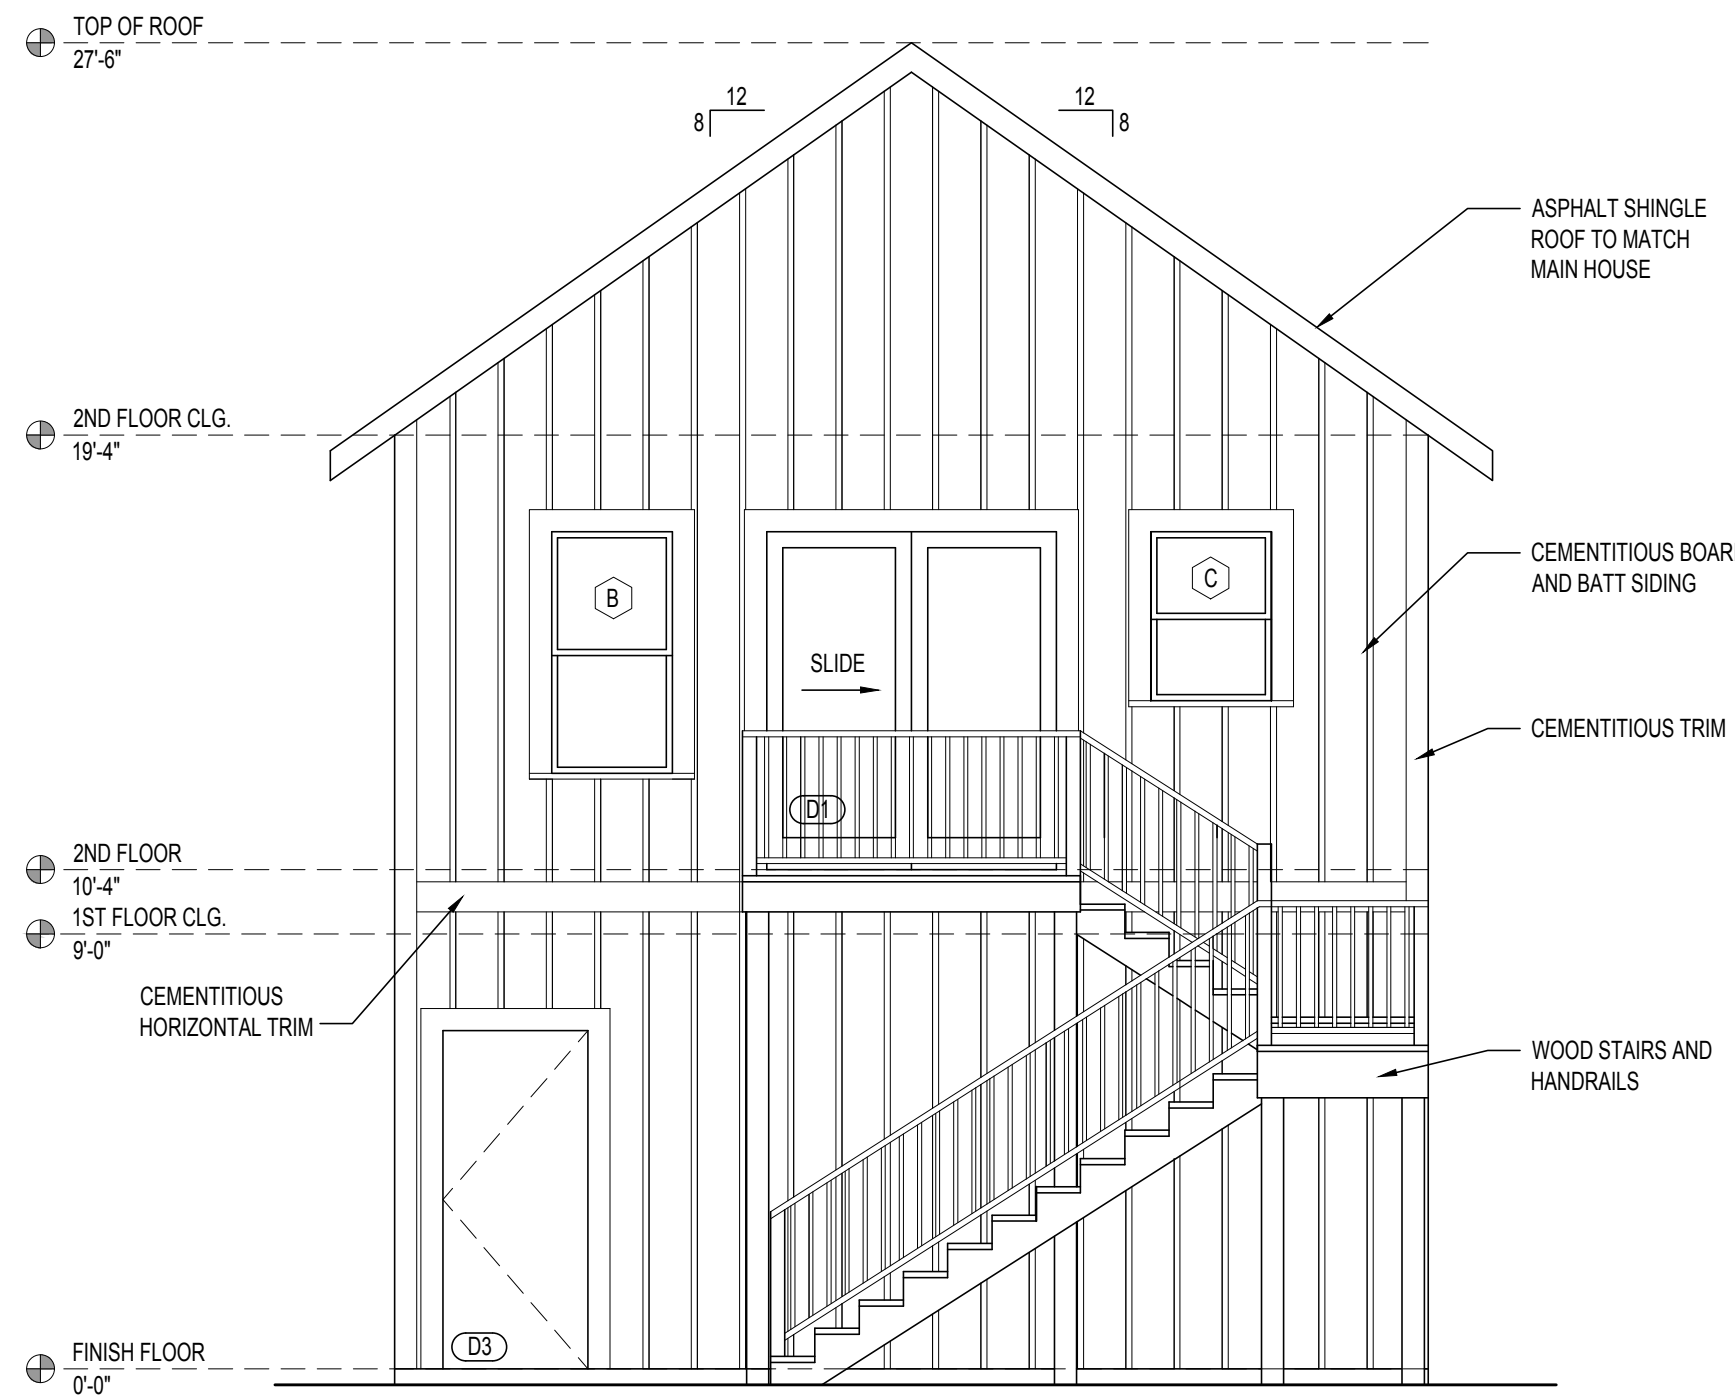 TOP OF ROOF
27'-6"
12
8
12
8
ASPHALT SHINGLE
ROOF TO MATCH
MAIN HOUSE
2ND FLOOR CLG.
19'-4"
CEMENTITIOUS BOAR
AND BATT SIDING
B
C
SLIDE
CEMENTITIOUS TRIM
D1
2ND FLOOR
10'-4"
1ST FLOOR CLG.
9'-0"
CEMENTITIOUS
HORIZONTAL TRIM
WOOD STAIRS AND
HANDRAILS
D3
FINISH FLOOR
0'-0"